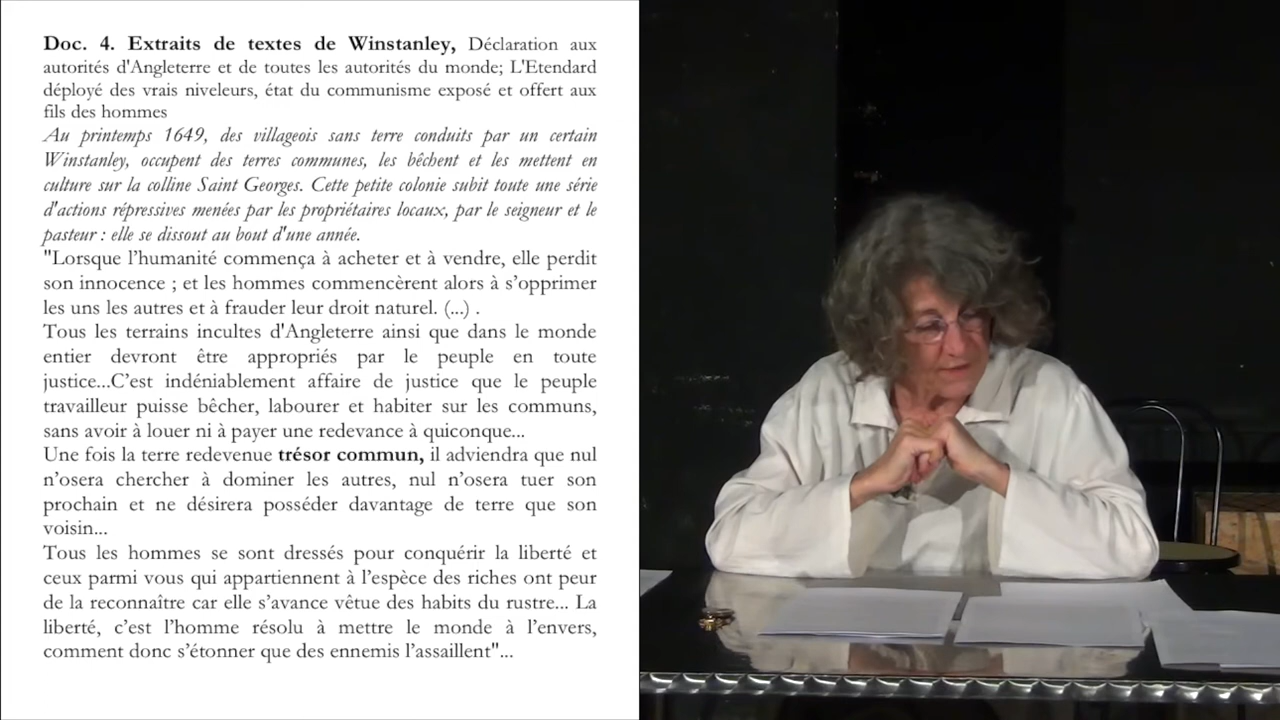 Doc. 4. Extraits de textes de Winstanley, Déclaration aux
autorités d'Angleterre et de toutes les autorités du monde; L'Etendard
déployé des vrais niveleurs, état du communisme exposé et offert aux
fils des hommes
Au printemps 1649, des villageois sans terre conduits par un certain
Winstanley, occupent des terres communes, les bêchent et les mettent en
culture sur la colline Saint Georges. Cette petite colonie subit toute une série
d'actions répressives menées par les propriétaires locaux, par le seigneur et le
pasteur : elle se dissout au bout d'une année.
"Lorsque l’humanité commença à acheter et à vendre, elle perdit
son innocence ; et les hommes commencèrent alors à s’opprimer
les uns les autres et à frauder leur droit naturel. (...) .
Tous les terrains incultes d'Angleterre ainsi que dans le monde
entier devront être appropriés par le peuple en toute
justice...C’est indéniablement affaire de justice que le peuple
travailleur puisse bêcher, labourer et habiter sur les communs,
sans avoir à louer ni à payer une redevance à quiconque...
Une fois la terre redevenue trésor commun, il adviendra que nul
n’osera chercher à dominer les autres, nul n’osera tuer son
prochain et ne désirera posséder davantage de terre que son
voisin...
Tous les hommes se sont dressés pour conquérir la liberté et
ceux parmi vous qui appartiennent à l’espèce des riches ont peur
de la reconnaître car elle s’avance vêtue des habits du rustre... La
liberté, c’est l’homme résolu à mettre le monde à l’envers,
comment donc s’étonner que des ennemis l’assaillent"...